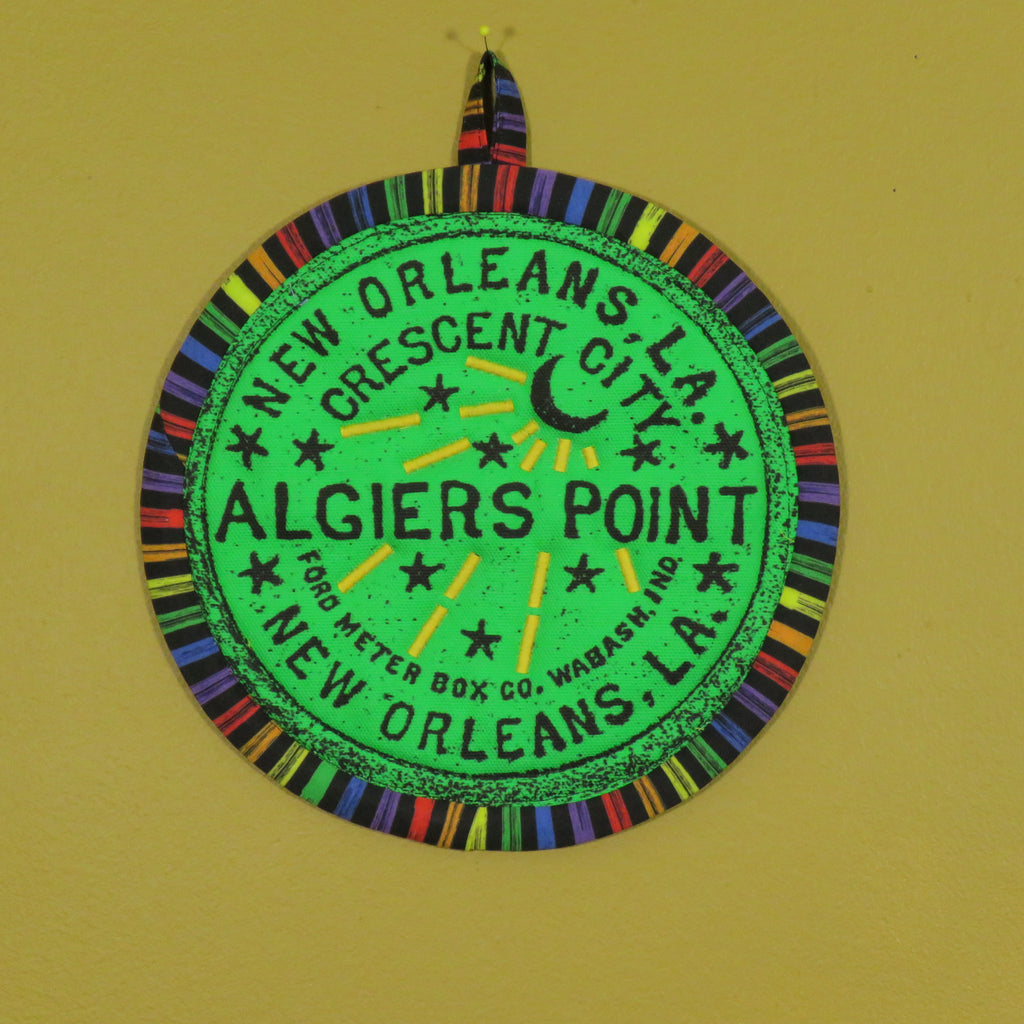 NEW ORLEANS, LA.
CRESCENT CITY
ALGIERS POINT
FORD METER BOX CO. WABASH, IND.
NEW ORLEANS, LA.